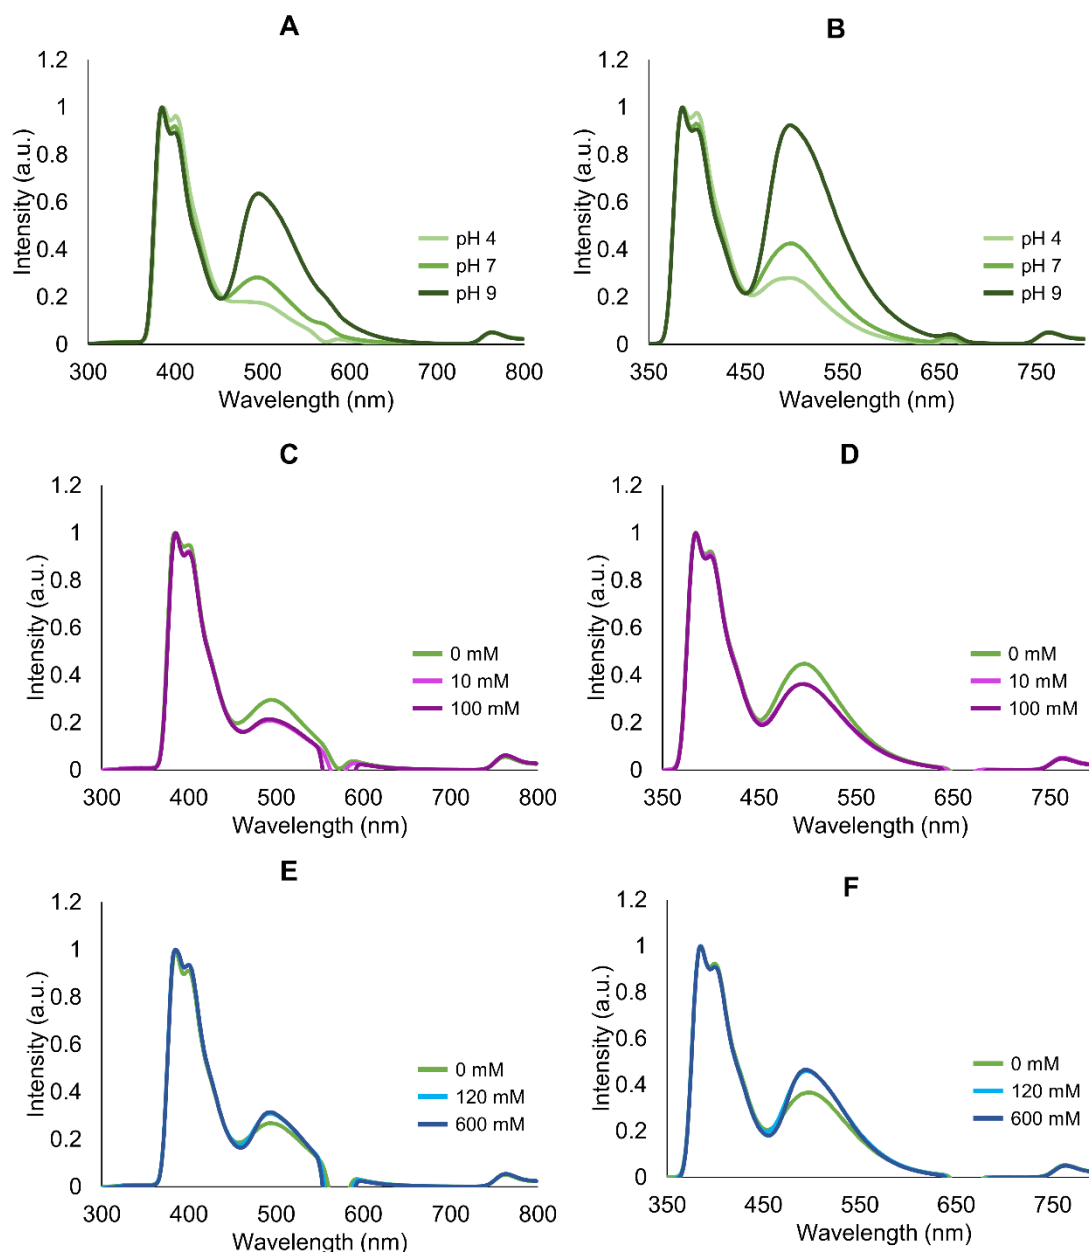 A
1.2
1
0.8
0.6
0.4
0.2
0
Intensity (a.u.)
pH 4
pH 7
pH 9
300 400 500 600 700 800
Wavelength (nm)
B
1.2
1
0.8
0.6
0.4
0.2
0
Intensity (a.u.)
pH 4
pH 7
pH 9
350 450 550 650 750
Wavelength (nm)
C
1.2
1
0.8
0.6
0.4
0.2
0
Intensity (a.u.)
0 mM
10 mM
100 mM
300 400 500 600 700 800
Wavelength (nm)
D
1.2
1
0.8
0.6
0.4
0.2
0
Intensity (a.u.)
0 mM
10 mM
100 mM
350 450 550 650 750
Wavelength (nm)
E
1.2
1
0.8
0.6
0.4
0.2
0
Intensity (a.u.)
0 mM
120 mM
600 mM
300 400 500 600 700 800
Wavelength (nm)
F
1.2
1
0.8
0.6
0.4
0.2
0
Intensity (a.u.)
0 mM
120 mM
600 mM
350 450 550 650 750
Wavelength (nm)